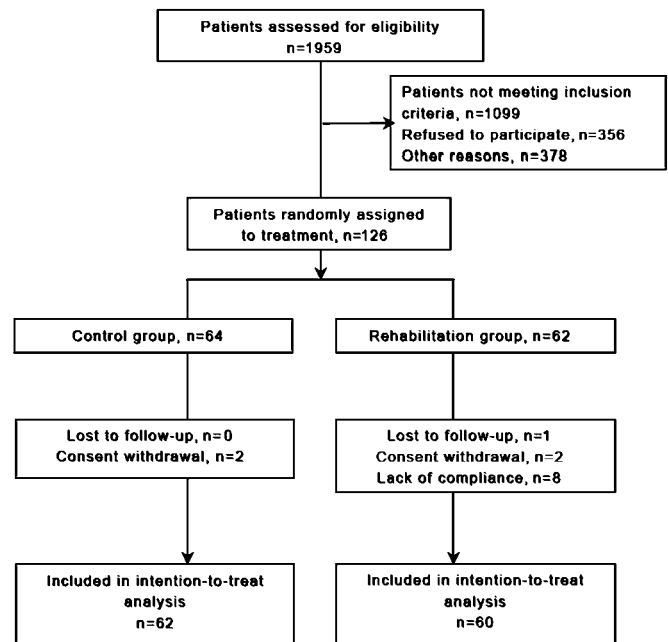 Patients assessed for eligibility
n=1959
Patients not meeting inclusion
criteria, n=1099
Refused to participate, n=356
Other reasons, n=378
Patients randomly assigned
to treatment, n=126
Control group, n=64
Rehabilitation group, n=62
Lost to follow-up, n=0
Consent withdrawal, n=2
Lost to follow-up, n=1
Consent withdrawal, n=2
Lack of compliance, n=8
Included in intention-to-treat
analysis
n=62
Included in intention-to-treat
analysis
n=60